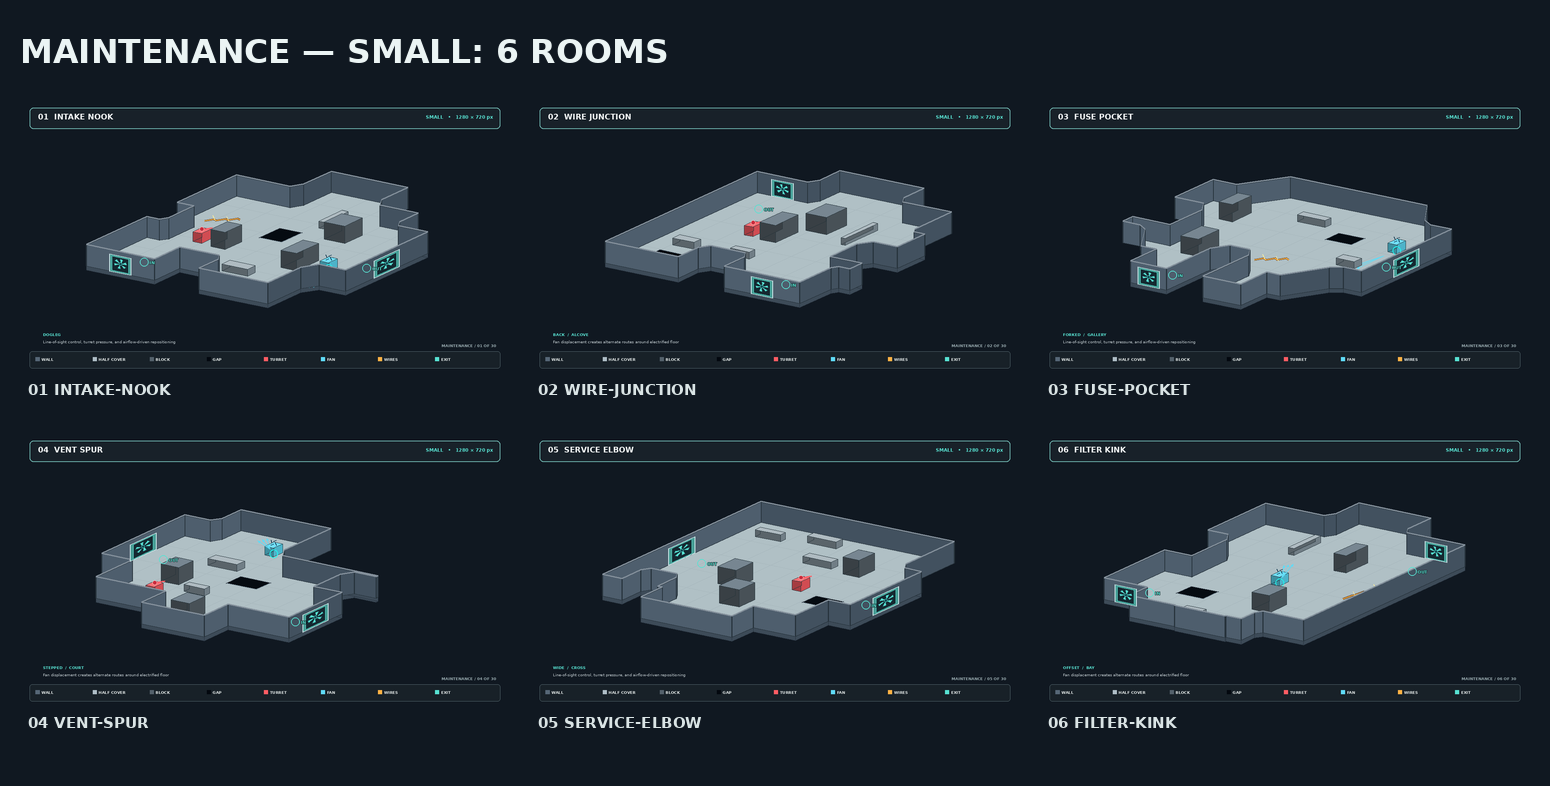 MAINTENANCE — SMALL: 6 ROOMS
01 INTAKE NOOK
SMALL • 1280 × 720 px
IN
DOGLEG
Line-of-sight control, turret pressure, and airflow-driven repositioning
MAINTENANCE / 01 OF 30
WALL HALF COVER BLOCK GAP TURRET FAN WIRES EXIT
01 INTAKE-NOOK
02 WIRE JUNCTION
SMALL • 1280 × 720 px
OUT
IN
BACK / ALCOVE
Fan displacement creates alternate routes around electrified floor
MAINTENANCE / 02 OF 30
WALL HALF COVER BLOCK GAP TURRET FAN WIRES EXIT
02 WIRE-JUNCTION
03 FUSE POCKET
SMALL • 1280 × 720 px
IN
FORKED / GALLERY
Line-of-sight control, turret pressure, and airflow-driven repositioning
MAINTENANCE / 03 OF 30
WALL HALF COVER BLOCK GAP TURRET FAN WIRES EXIT
03 FUSE-POCKET
04 VENT SPUR
SMALL • 1280 × 720 px
OUT
STEPPED / COURT
Fan displacement creates alternate routes around electrified floor
MAINTENANCE / 04 OF 30
WALL HALF COVER BLOCK GAP TURRET FAN WIRES EXIT
04 VENT-SPUR
05 SERVICE ELBOW
SMALL • 1280 × 720 px
OUT
WIDE / CROSS
Line-of-sight control, turret pressure, and airflow-driven repositioning
MAINTENANCE / 05 OF 30
WALL HALF COVER BLOCK GAP TURRET FAN WIRES EXIT
05 SERVICE-ELBOW
06 FILTER KINK
SMALL • 1280 × 720 px
OUT
IN
OFFSET / BAY
Fan displacement creates alternate routes around electrified floor
MAINTENANCE / 06 OF 30
WALL HALF COVER BLOCK GAP TURRET FAN WIRES EXIT
06 FILTER-KINK